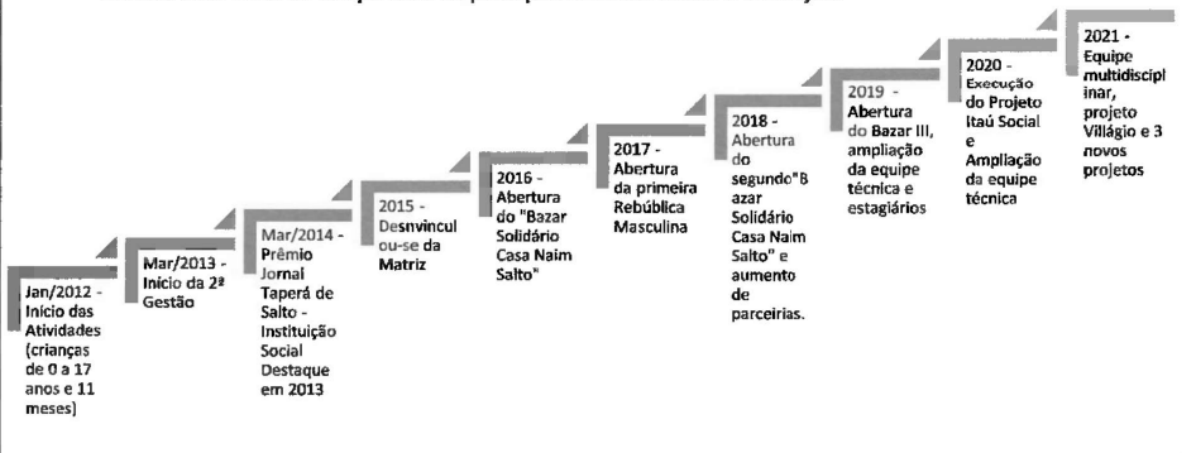 Jan/2012 -
Início das
Atividades
(crianças
de 0 a 17
anos e 11
meses)
Mar/2013 -
Início da 2ª
Gestão
Mar/2014 -
Prêmio
Jornal
Taperá de
Salto -
Instituição
Social
Destaque
em 2013
2015 -
Desnvincul
ou-se da
Matriz
2016 -
Abertura
do "Bazar
Solidário
Casa Naim
Salto"
2017 -
Abertura
da primeira
Rebública
Masculina
2018 -
Abertura
do
segundo"B
azar
Solidário
Casa Naim
Salto" e
aumento
de
parceirias.
2019 -
Abertura
do Bazar III,
ampliação
da equipe
técnica e
estagiários
2020 -
Execução
do Projeto
Itaú Social
e
Ampliação
da equipe
técnica
2021 -
Equipe
multidiscipl
inar,
projeto
Villágio e 3
novos
projetos